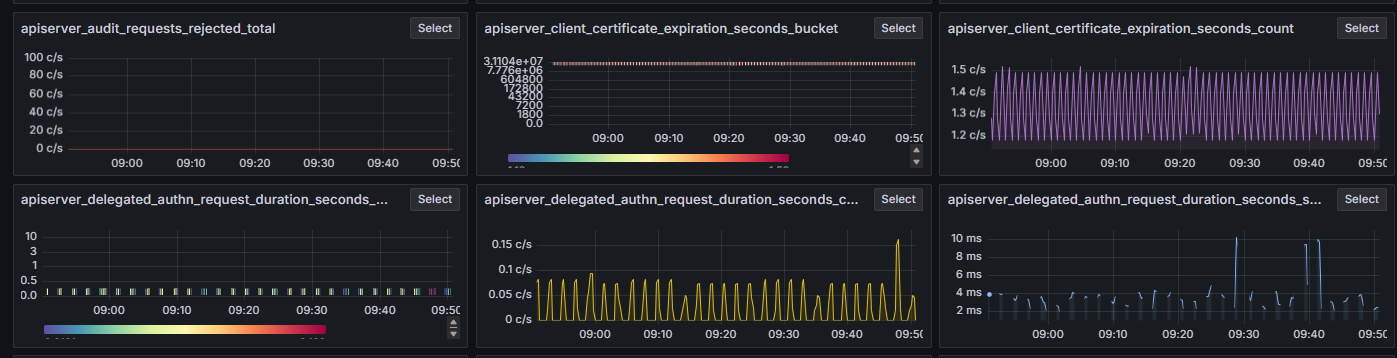 apiserver_audit_requests_rejected_total
Select
100 c/s
80 c/s
60 c/s
40 c/s
20 c/s
0 c/s
09:00 09:10 09:20 09:30 09:40 09:50
apiserver_client_certificate_expiration_seconds_bucket
Select
3.1104e+07
7.776e+06
604800
172800
43200
7200
1800
0.0
09:00 09:10 09:20 09:30 09:40 09:50
apiserver_client_certificate_expiration_seconds_count
Select
1.5 c/s
1.4 c/s
1.3 c/s
1.2 c/s
09:00 09:10 09:20 09:30 09:40 09:50
apiserver_delegated_authn_request_duration_seconds_...
Select
10
3
1
0.5
0.0
09:00 09:10 09:20 09:30 09:40 09:50
apiserver_delegated_authn_request_duration_seconds_c...
Select
0.15 c/s
0.1 c/s
0.05 c/s
0 c/s
09:00 09:10 09:20 09:30 09:40 09:50
apiserver_delegated_authn_request_duration_seconds_s...
Select
10 ms
8 ms
6 ms
4 ms
2 ms
09:00 09:10 09:20 09:30 09:40 09:50